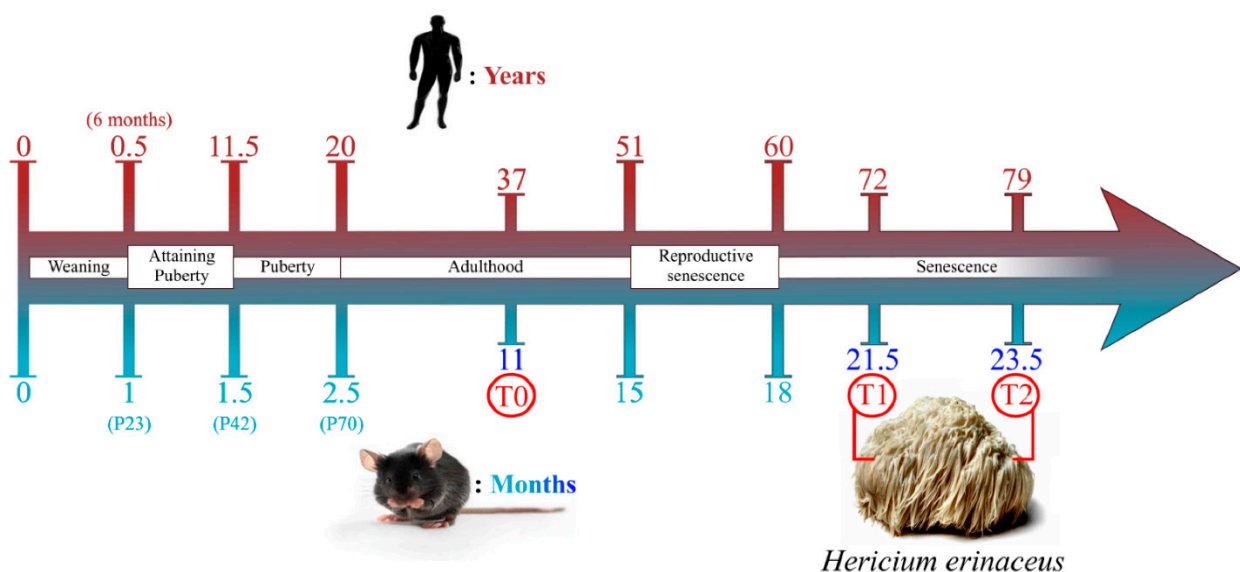 : Years
(6 months)
0 0.5 11.5 20 37 51 60 72 79
Weaning
Attaining
Puberty
Puberty
Adulthood
Reproductive
senescence
Senescence
0 1 1.5 2.5 11 15 18 21.5 23.5
(P23) (P42) (P70) T0 T1 T2
: Months
Hericium erinaceus